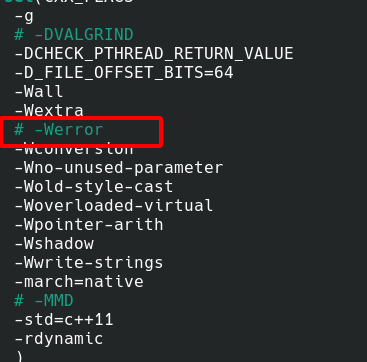 -g
# -DVALGRIND
-DCHECK_PTHREAD_RETURN_VALUE
-D_FILE_OFFSET_BITS=64
-Wall
-Wextra
# -Werror
-Wconversion
-Wno-unused-parameter
-Wold-style-cast
-Woverloaded-virtual
-Wpointer-arith
-Wshadow
-Wwrite-strings
-march=native
# -MMD
-std=c++11
-rdynamic
)